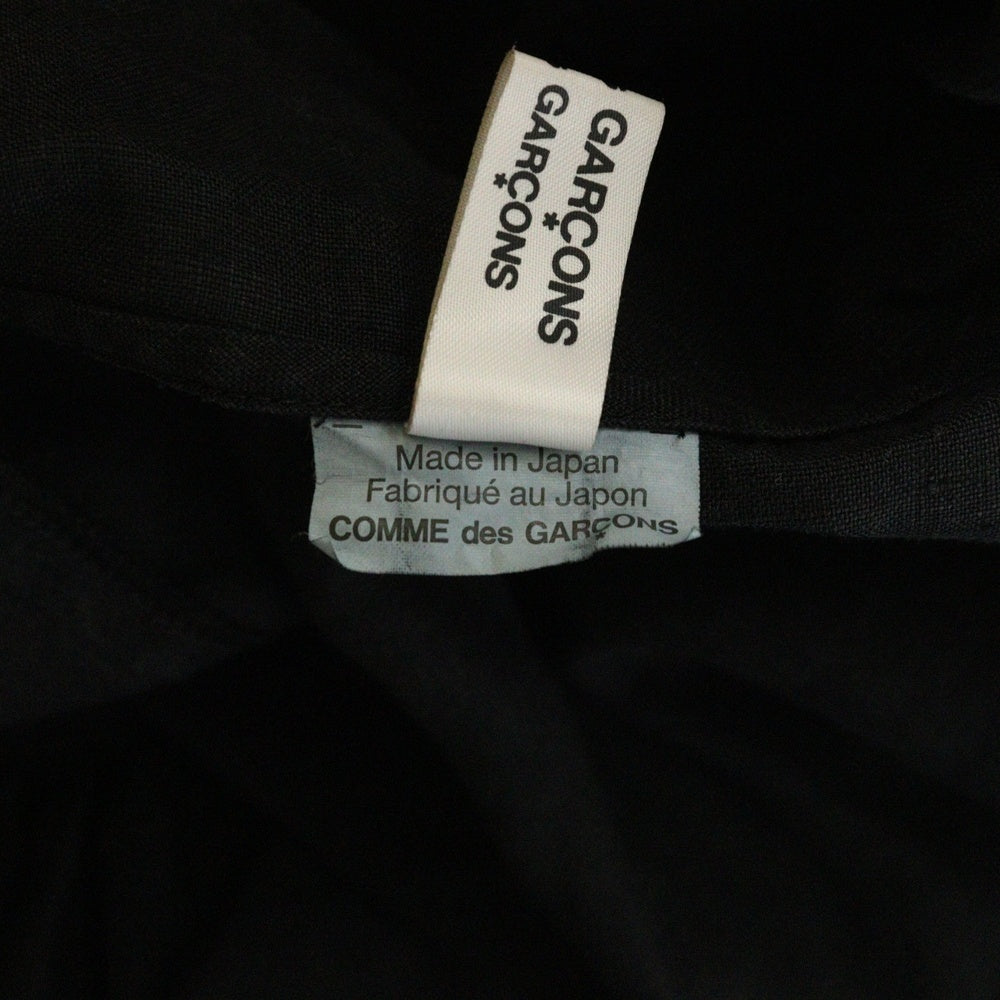 GARÇONS
GARÇONS
Made in Japan
Fabriqué au Japon
COMME des GARÇONS